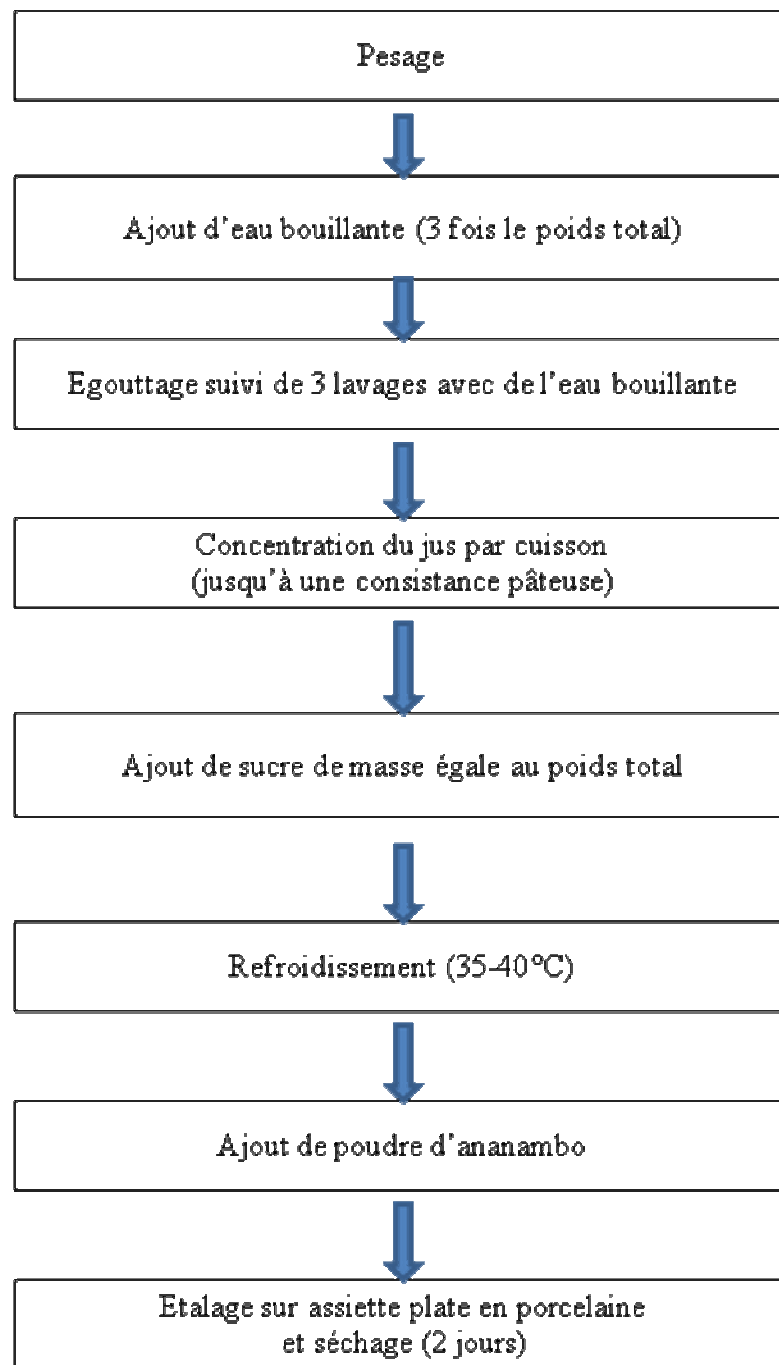 Pesage
Ajout d’eau bouillante (3 fois le poids total)
Egouttage suivi de 3 lavages avec de l’eau bouillante
Concentration du jus par cuisson
(jusqu’à une consistance pâteuse)
Ajout de sucre de masse égale au poids total
Refroidissement (35-40°C)
Ajout de poudre d’ananambo
Etalage sur assiette plate en porcelaine
et séchage (2 jours)